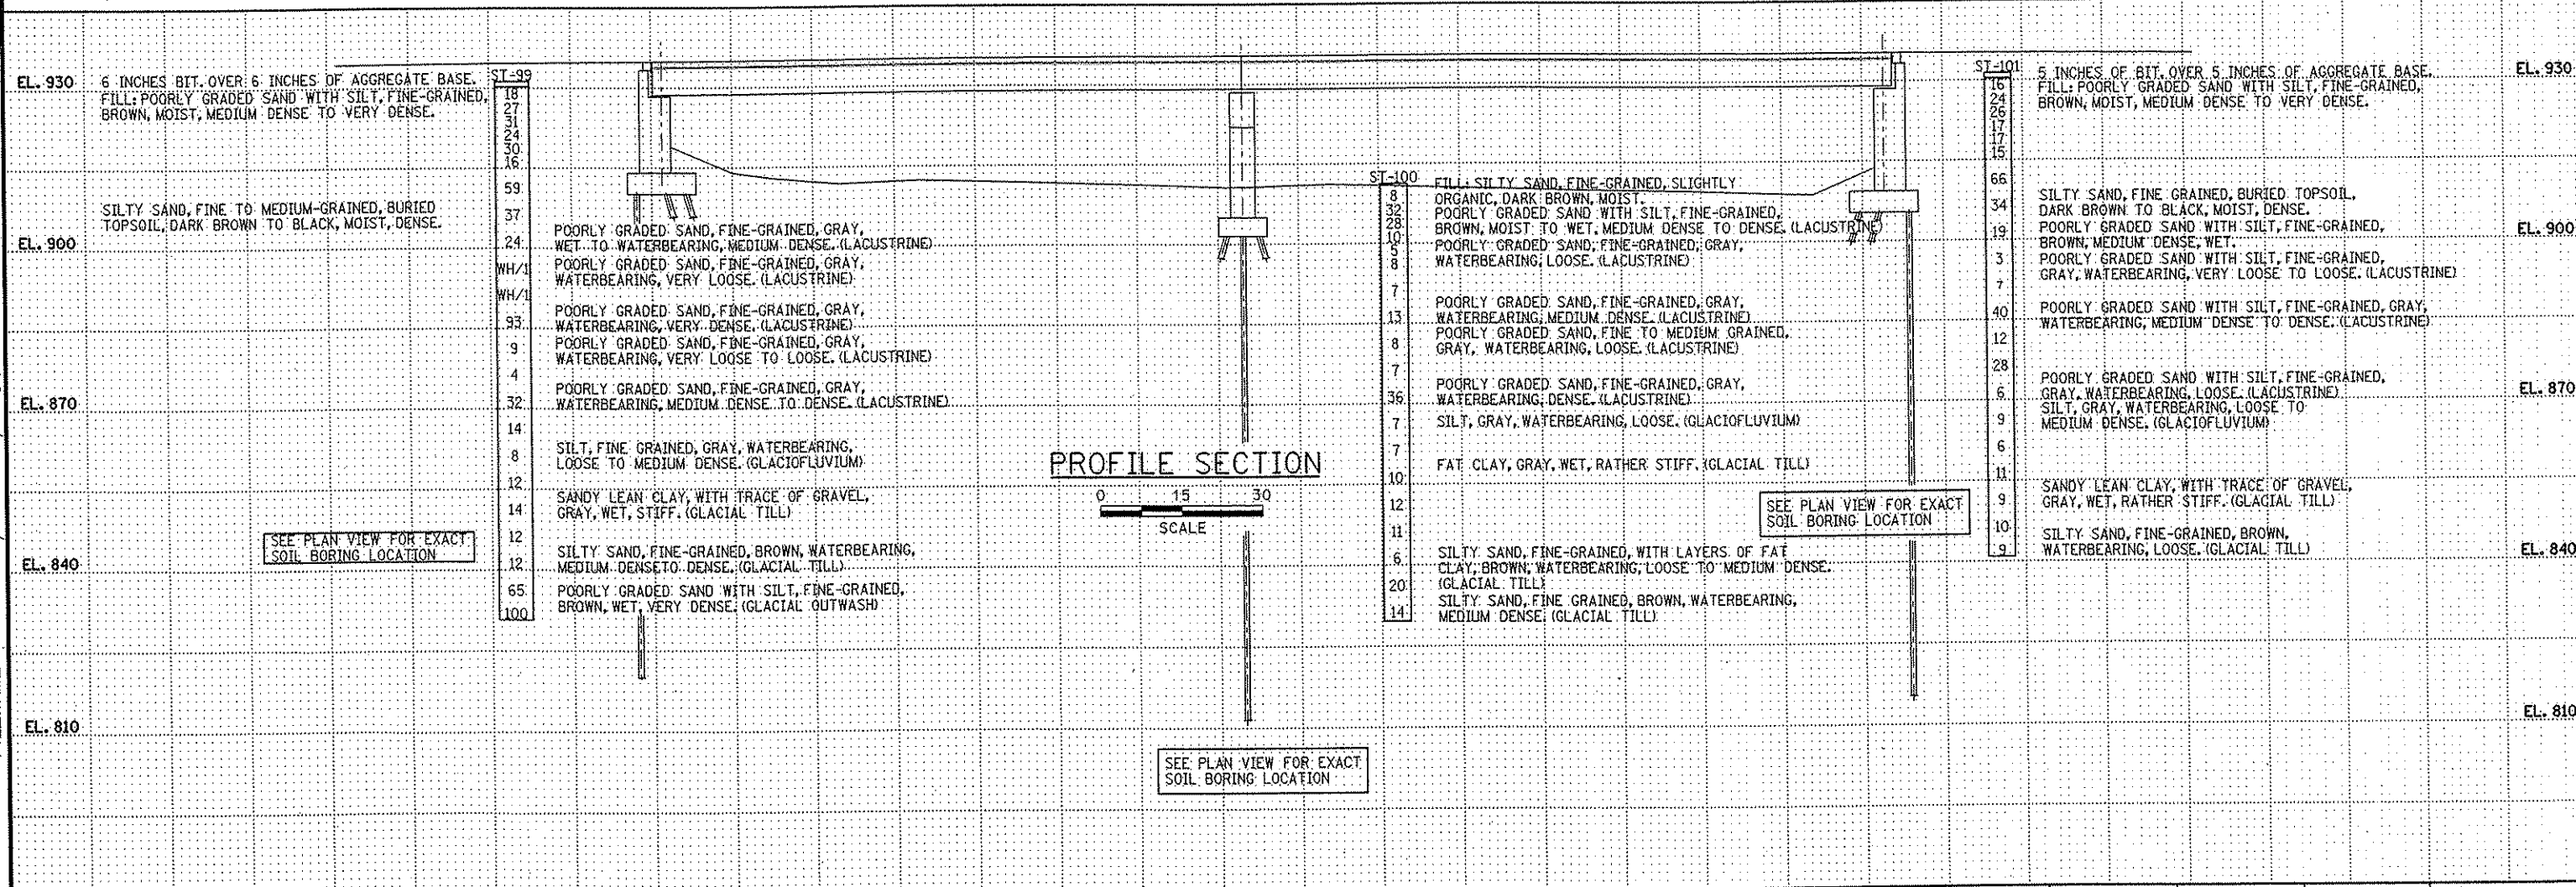 EL. 930
6 INCHES BIT. OVER 6 INCHES OF AGGREGATE BASE.
FILL: POORLY GRADED SAND WITH SILT, FINE-GRAINED,
BROWN, MOIST, MEDIUM DENSE TO VERY DENSE.
SILTY SAND, FINE TO MEDIUM-GRAINED, BURIED
TOPSOIL, DARK BROWN TO BLACK, MOIST, DENSE.
EL. 900
EL. 870
EL. 840
EL. 810
SEE PLAN VIEW FOR EXACT
SOIL BORING LOCATION
ST-99
18
27
31
24
30
16
59
37
24
WH/1
WH/1
93
9
4
32
14
8
12
14
12
12
65
100
POORLY GRADED SAND, FINE-GRAINED, GRAY,
WET TO WATERBEARING, MEDIUM DENSE. (LACUSTRINE)
POORLY GRADED SAND, FINE-GRAINED, GRAY,
WATERBEARING, VERY LOOSE. (LACUSTRINE)
POORLY GRADED SAND, FINE-GRAINED, GRAY,
WATERBEARING, VERY DENSE. (LACUSTRINE)
POORLY GRADED SAND, FINE-GRAINED, GRAY,
WATERBEARING, VERY LOOSE TO LOOSE. (LACUSTRINE)
POORLY GRADED SAND, FINE-GRAINED, GRAY,
WATERBEARING, MEDIUM DENSE TO DENSE. (LACUSTRINE)
SILT, FINE GRAINED, GRAY, WATERBEARING,
LOOSE TO MEDIUM DENSE. (GLACIOFLUVIUM)
SANDY LEAN CLAY, WITH TRACE OF GRAVEL,
GRAY, WET, STIFF. (GLACIAL TILL)
SILTY SAND, FINE-GRAINED, BROWN, WATERBEARING,
MEDIUM DENSETO DENSE. (GLACIAL TILL)
POORLY GRADED SAND WITH SILT, FINE-GRAINED,
BROWN, WET, VERY DENSE. (GLACIAL OUTWASH)
PROFILE SECTION
0 15 30
SCALE
SEE PLAN VIEW FOR EXACT
SOIL BORING LOCATION
ST-100
8
32
28
10
5
8
7
13
8
7
36
7
7
10
12
11
6
20
14
FILL: SILTY SAND, FINE-GRAINED, SLIGHTLY
ORGANIC, DARK BROWN, MOIST.
POORLY GRADED SAND WITH SILT, FINE-GRAINED,
BROWN, MOIST TO WET, MEDIUM DENSE TO DENSE. (LACUSTRINE)
POORLY GRADED SAND, FINE-GRAINED, GRAY,
WATERBEARING, LOOSE. (LACUSTRINE)
POORLY GRADED SAND, FINE-GRAINED, GRAY,
WATERBEARING, MEDIUM DENSE. (LACUSTRINE)
POORLY GRADED SAND, FINE TO MEDIUM GRAINED,
GRAY, WATERBEARING, LOOSE. (LACUSTRINE)
POORLY GRADED SAND, FINE-GRAINED, GRAY,
WATERBEARING, DENSE. (LACUSTRINE)
SILT, GRAY, WATERBEARING, LOOSE. (GLACIOFLUVIUM)
FAT CLAY, GRAY, WET, RATHER STIFF. (GLACIAL TILL)
SILTY SAND, FINE-GRAINED, WITH LAYERS OF FAT
CLAY, BROWN, WATERBEARING, LOOSE TO MEDIUM DENSE.
(GLACIAL TILL)
SILTY SAND, FINE GRAINED, BROWN, WATERBEARING,
MEDIUM DENSE. (GLACIAL TILL)
SEE PLAN VIEW FOR EXACT
SOIL BORING LOCATION
ST-101
16
24
26
17
17
15
66
34
19
3
7
40
12
28
6
9
6
11
9
10
9
5 INCHES OF BIT. OVER 5 INCHES OF AGGREGATE BASE.
FILL: POORLY GRADED SAND WITH SILT, FINE-GRAINED,
BROWN, MOIST, MEDIUM DENSE TO VERY DENSE.
SILTY SAND, FINE GRAINED, BURIED TOPSOIL,
DARK BROWN TO BLACK, MOIST, DENSE.
POORLY GRADED SAND WITH SILT, FINE-GRAINED,
BROWN, MEDIUM DENSE, WET.
POORLY GRADED SAND WITH SILT, FINE-GRAINED,
GRAY, WATERBEARING, VERY LOOSE TO LOOSE. (LACUSTRINE)
POORLY GRADED SAND WITH SILT, FINE-GRAINED, GRAY,
WATERBEARING, MEDIUM DENSE TO DENSE. (LACUSTRINE)
POORLY GRADED SAND WITH SILT, FINE-GRAINED,
GRAY, WATERBEARING, LOOSE. (LACUSTRINE)
SILT, GRAY, WATERBEARING, LOOSE TO
MEDIUM DENSE. (GLACIOFLUVIUM)
SANDY LEAN CLAY, WITH TRACE OF GRAVEL,
GRAY, WET, RATHER STIFF. (GLACIAL TILL)
SILTY SAND, FINE-GRAINED, BROWN,
WATERBEARING, LOOSE. (GLACIAL TILL)
EL. 930
EL. 900
EL. 870
EL. 840
EL. 810